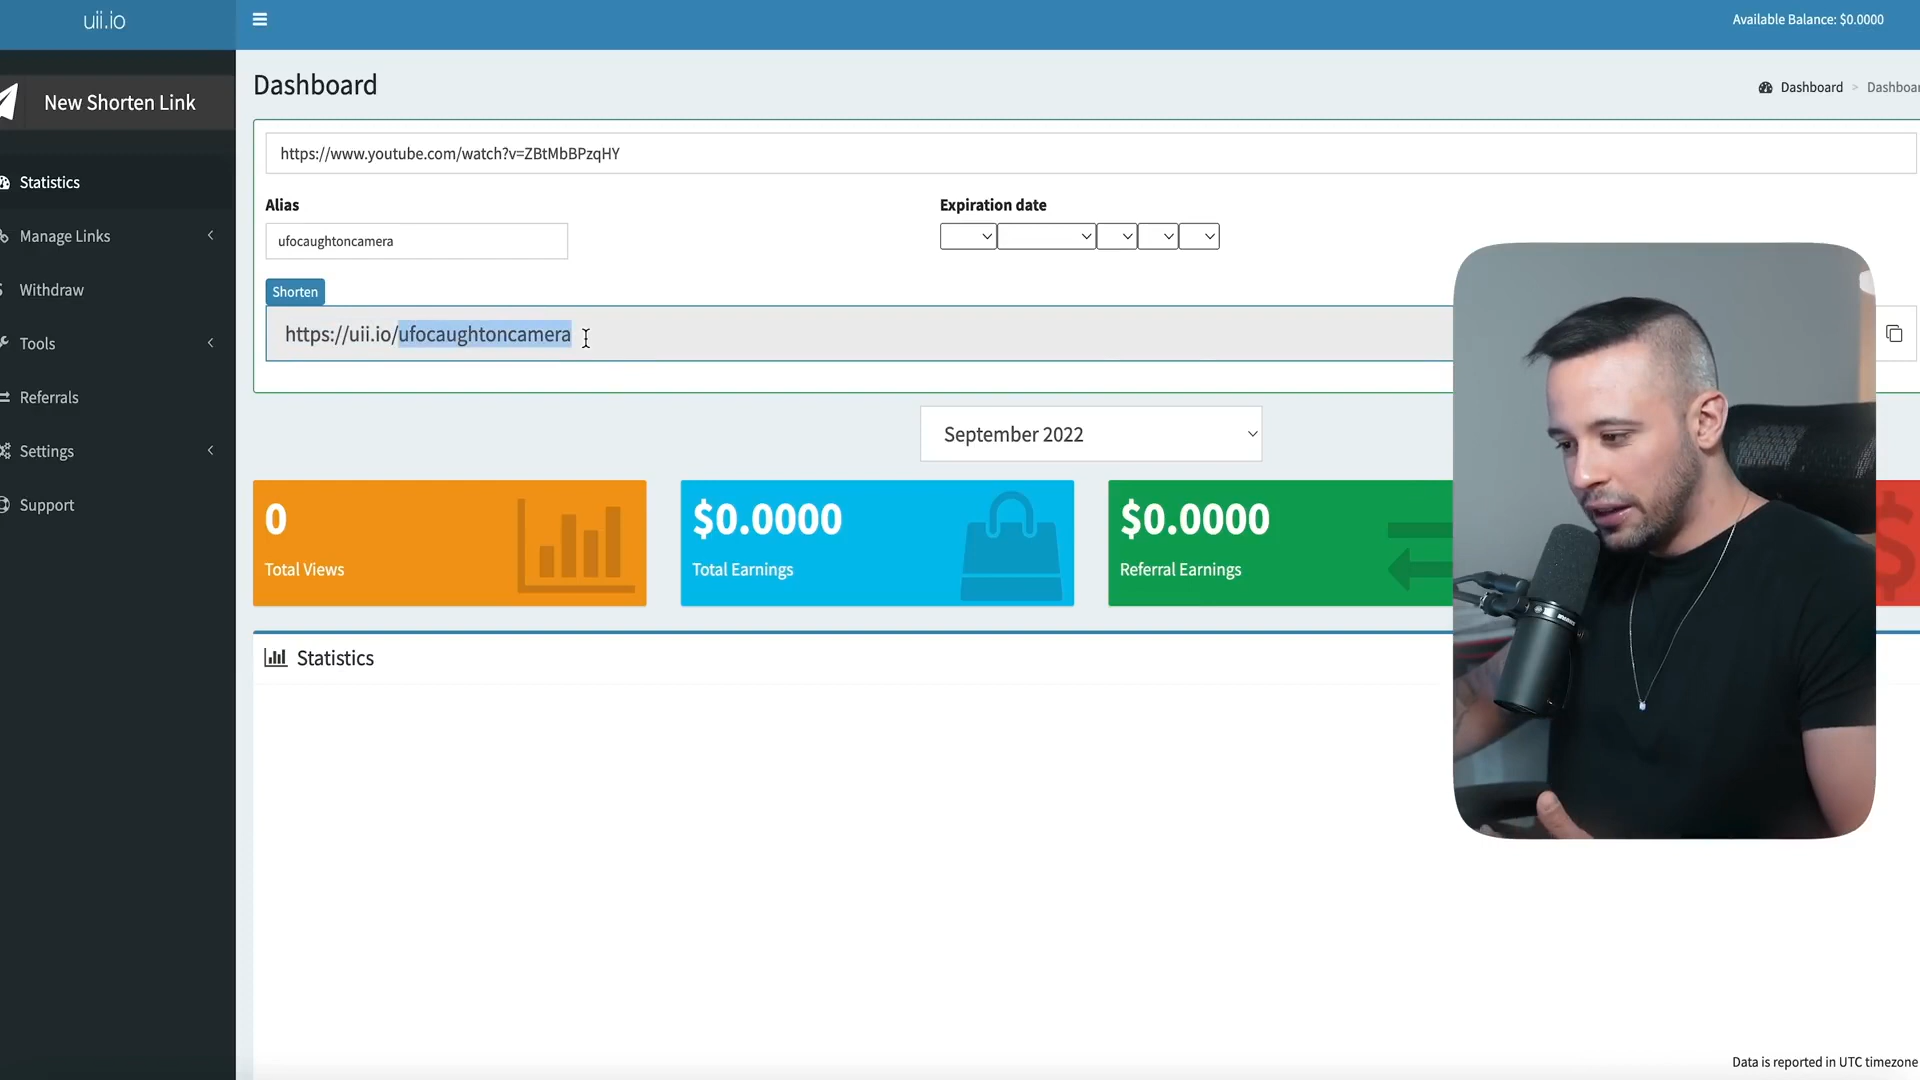 uii.io
Available Balance: $0.0000
New Shorten Link
Dashboard
Dashboard >
https://www.youtube.com/watch?v=ZBtMbBPzqHY
Statistics
Alias
Expiration date
Manage Links
ufocaughtoncamera
Withdraw
Shorten
https://uii.io/ufocaughtoncamera
Tools
Referrals
September 2022
Settings
Support
0
$0.0000
$0.0000
$
Total Views
Total Earnings
Referral Earnings
Statistics
Data is reported in UTC timezone